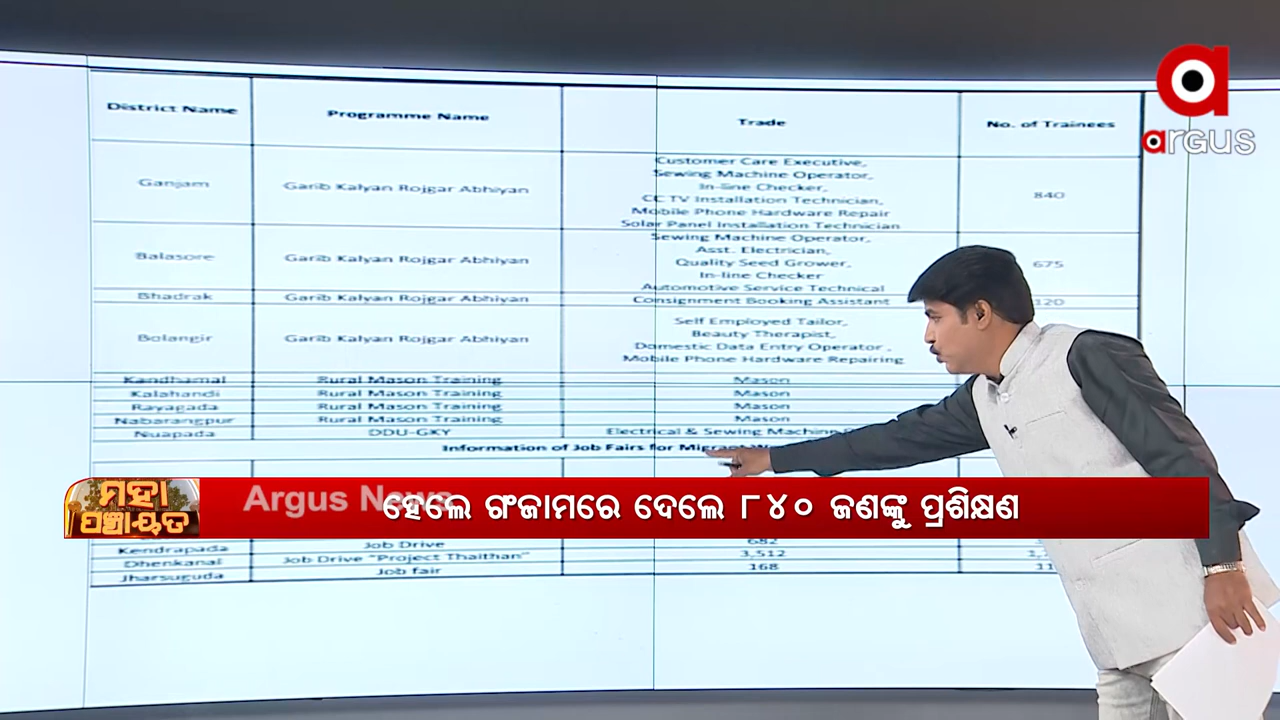 District Name Programme Name Trade No. of Trainees
Ganjam Garib Kalyan Rojgar Abhiyan Customer Care Executive, 840
Sewing Machine Operator,
In-line Checker,
CC TV Installation Technician,
Mobile Phone Hardware Repair
Solar Panel Installation Technician
Balasore Garib Kalyan Rojgar Abhiyan Sewing Machine Operator, 675
Asst. Electrician,
Quality Seed Grower,
In-line Checker
Automotive Service Technical
Bhadrak Garib Kalyan Rojgar Abhiyan Consignment Booking Assistant 120
Bolangir Garib Kalyan Rojgar Abhiyan Self Employed Tailor,
Beauty Therapist,
Domestic Data Entry Operator ,
Mobile Phone Hardware Repairing
Kandhamal Rural Mason Training Mason
Kalahandi Rural Mason Training Mason
Rayagada Rural Mason Training Mason
Nabarangpur Rural Mason Training Mason
Nuapada DDU-GKY Electrical & Sewing Machine
Information of Job Fairs for
Kendrapada Job Drive 682
Dhenkanal Job Drive "Project Thaithan" 3,512
Jharsuguda Job fair 168
argus
ମହା
ପଞ୍ଚାୟତ
Argus News
ହେଲେ ଗଂଜାମରେ ଦେଲେ ୮୪୦ ଜଣଙ୍କୁ ପ୍ରଶିକ୍ଷଣ